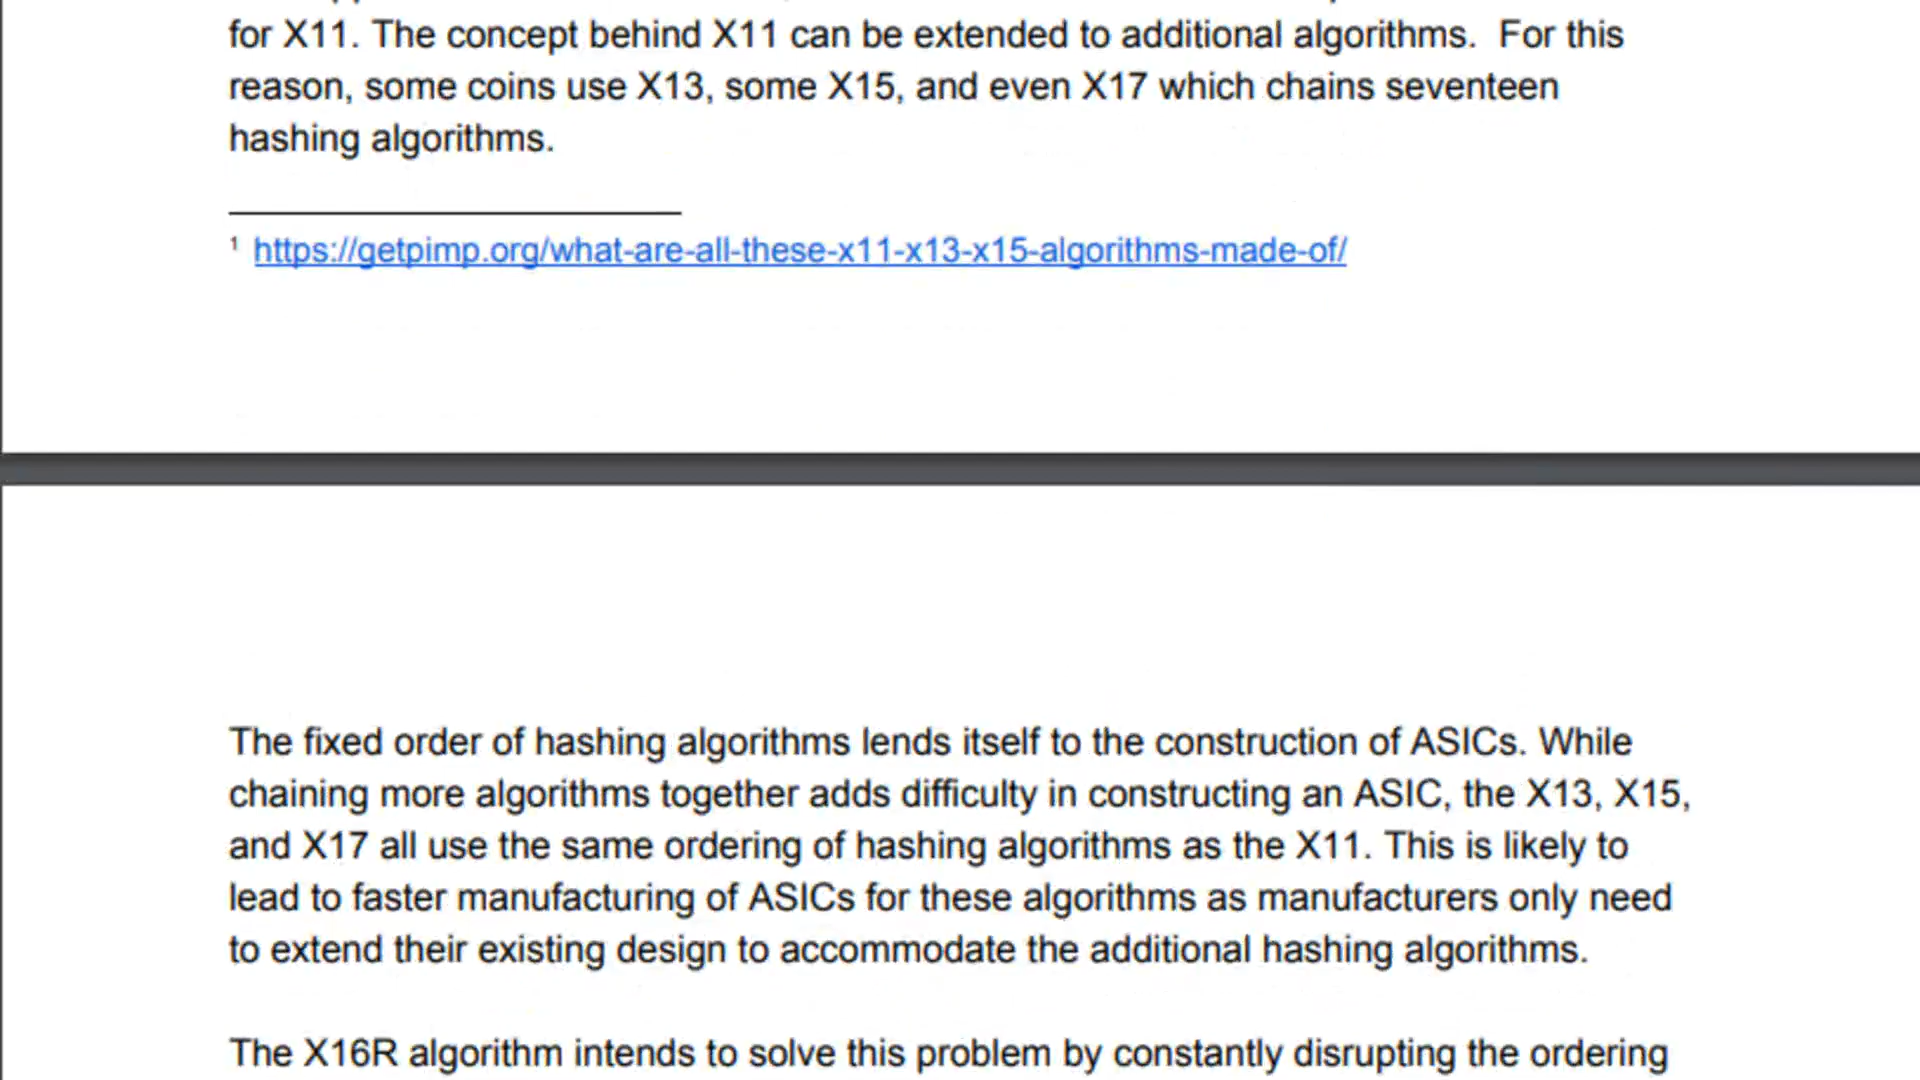 for X11. The concept behind X11 can be extended to additional algorithms.  For this
reason, some coins use X13, some X15, and even X17 which chains seventeen
hashing algorithms.
1 https://getpimp.org/what-are-all-these-x11-x13-x15-algorithms-made-of/
The fixed order of hashing algorithms lends itself to the construction of ASICs. While
chaining more algorithms together adds difficulty in constructing an ASIC, the X13, X15,
and X17 all use the same ordering of hashing algorithms as the X11. This is likely to
lead to faster manufacturing of ASICs for these algorithms as manufacturers only need
to extend their existing design to accommodate the additional hashing algorithms.
The X16R algorithm intends to solve this problem by constantly disrupting the ordering